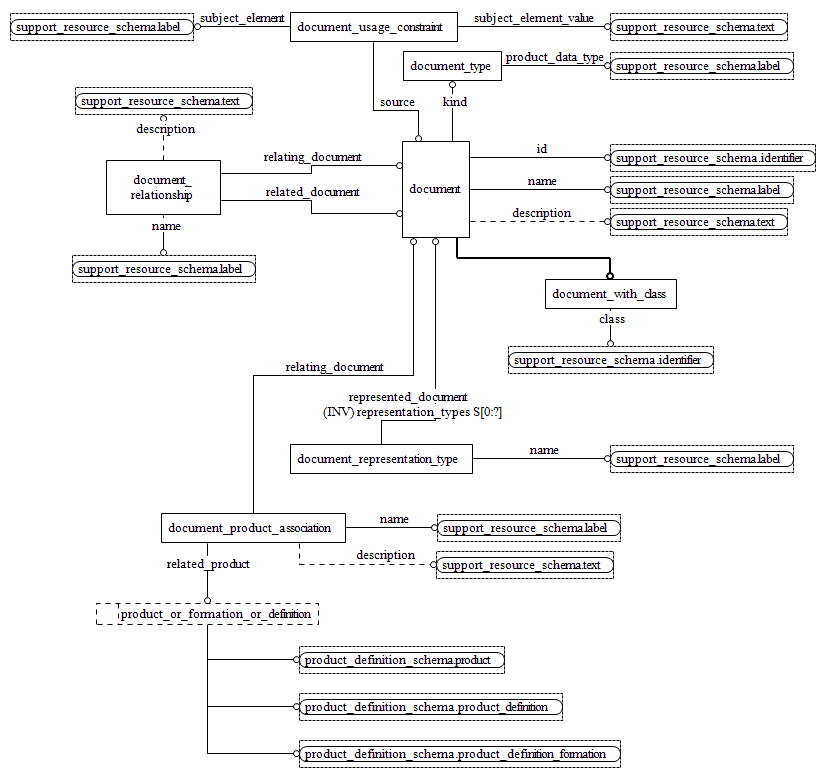 subject_element
support_resource_schema.label
document_usage_constraint
subject_element_value
support_resource_schema.text
document_type
product_data_type
support_resource_schema.label
source
kind
support_resource_schema.text
description
relating_document
document_
relationship
related_document
name
support_resource_schema.label
document
id
support_resource_schema.identifier
name
support_resource_schema.label
description
support_resource_schema.text
document_with_class
class
support_resource_schema.identifier
relating_document
represented_document
(INV) representation_types S[0:?]
document_representation_type
name
support_resource_schema.label
document_product_association
name
support_resource_schema.label
description
support_resource_schema.text
related_product
product_or_formation_or_definition
product_definition_schema.product
product_definition_schema.product_definition
product_definition_schema.product_definition_formation